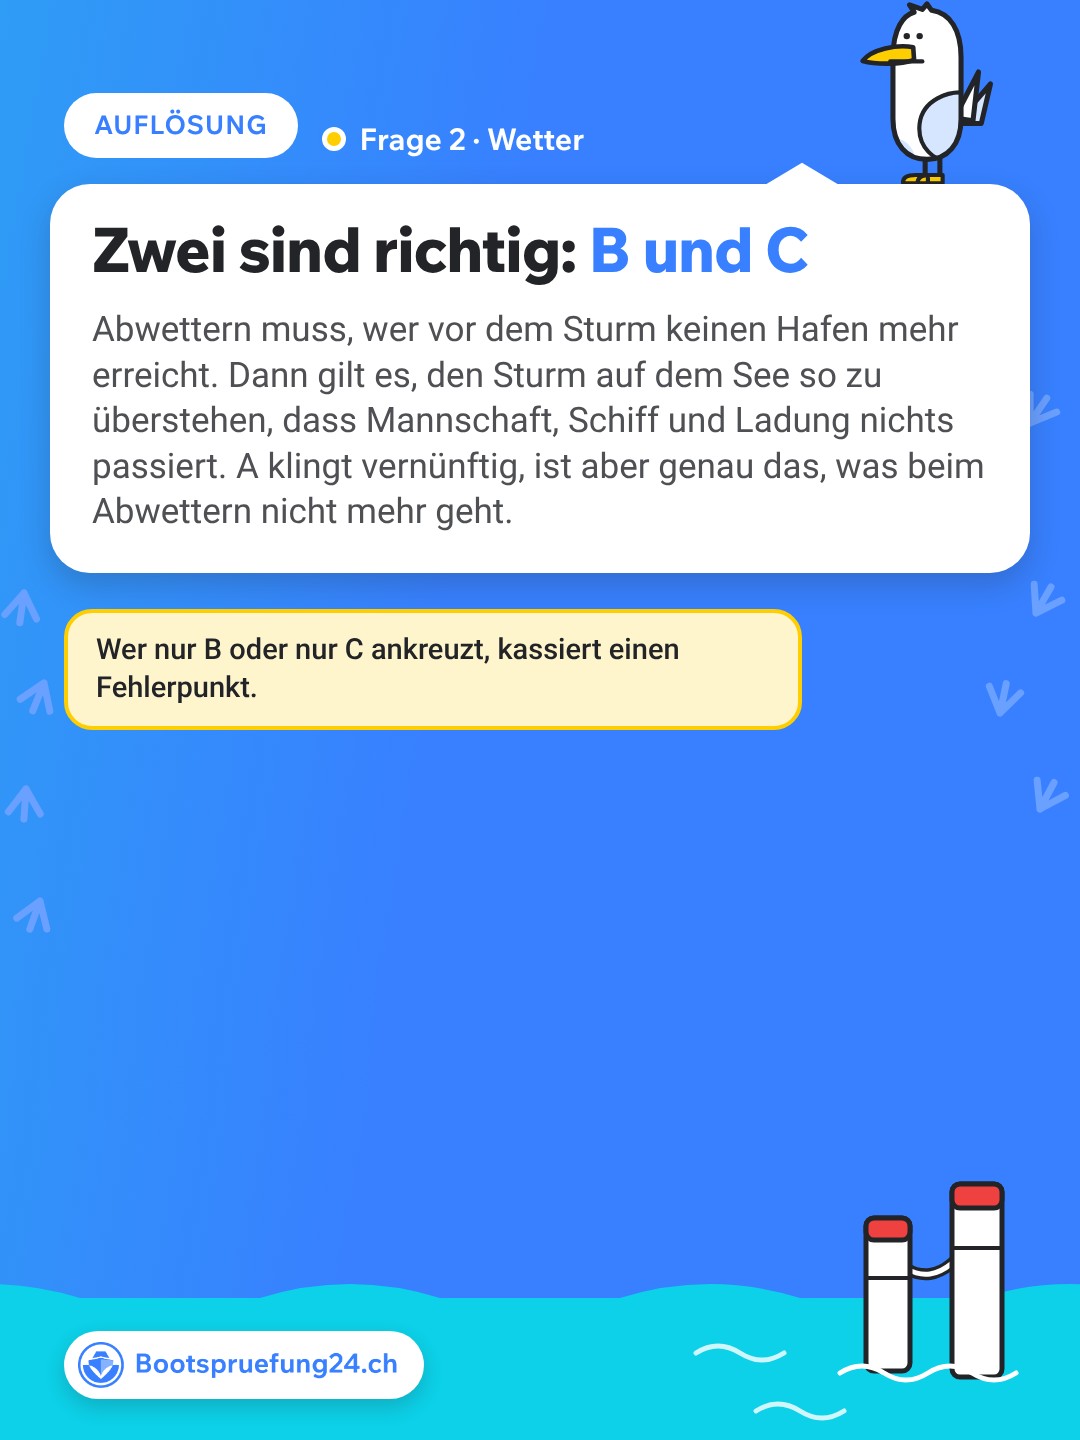 AUFLÖSUNG
Frage 2 · Wetter
Zwei sind richtig: B und C
Abwettern muss, wer vor dem Sturm keinen Hafen mehr
erreicht. Dann gilt es, den Sturm auf dem See so zu
überstehen, dass Mannschaft, Schiff und Ladung nichts
passiert. A klingt vernünftig, ist aber genau das, was beim
Abwettern nicht mehr geht.
Wer nur B oder nur C ankreuzt, kassiert einen
Fehlerpunkt.
Bootspruefung24.ch